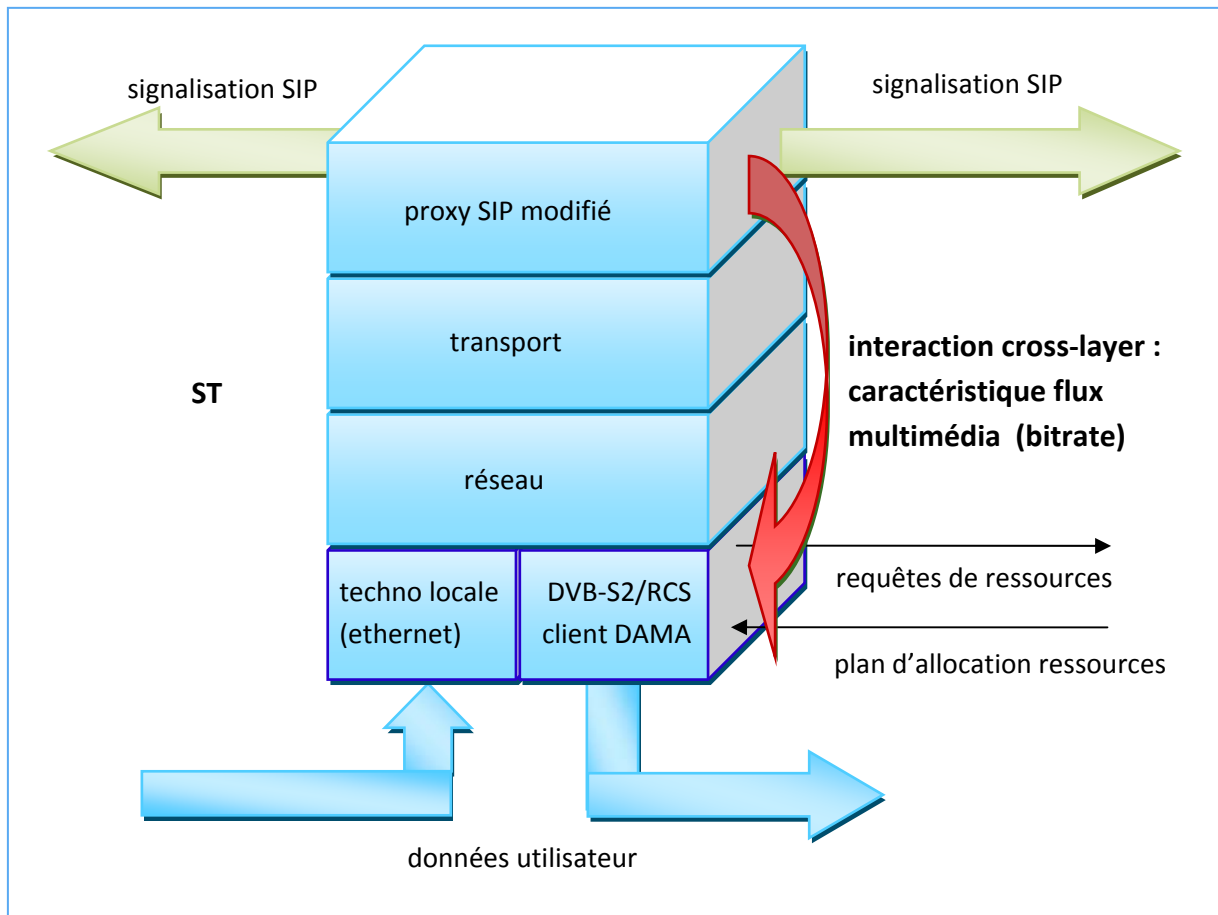 signalisation SIP
signalisation SIP
proxy SIP modifié
transport
ST
interaction cross-layer :
caractéristique flux
multimédia (bitrate)
réseau
techno locale
(ethernet)
DVB-S2/RCS
client DAMA
requêtes de ressources
plan d’allocation ressources
données utilisateur